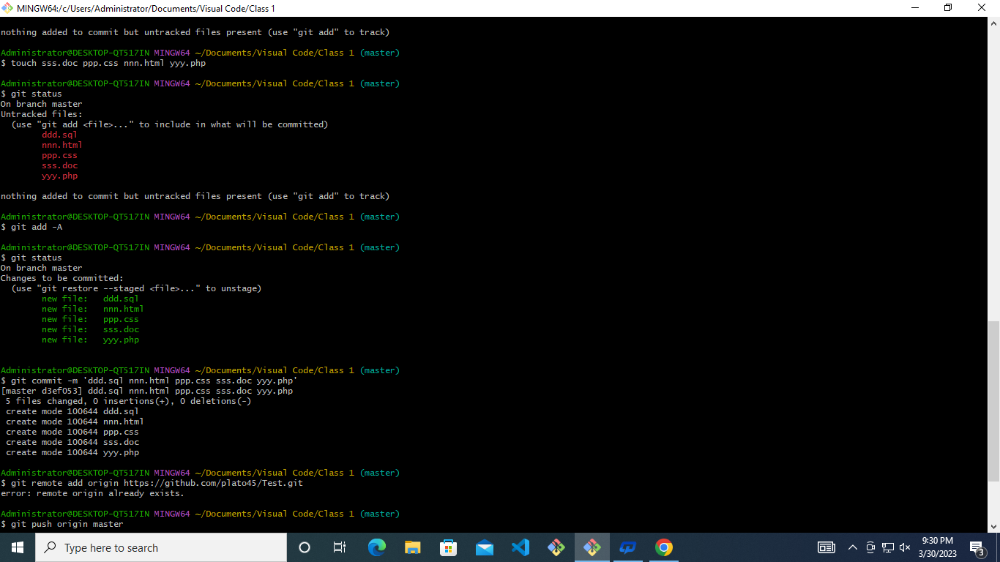 MINGW64:/c/Users/Administrator/Documents/Visual Code/Class 1
nothing added to commit but untracked files present (use "git add" to track)
Administrator@DESKTOP-QT517IN MINGW64 ~/Documents/Visual Code/Class 1 (master)
$ touch sss.doc ppp.css nnn.html yyy.php
Administrator@DESKTOP-QT517IN MINGW64 ~/Documents/Visual Code/Class 1 (master)
$ git status
On branch master
Untracked files:
  (use "git add <file>..." to include in what will be committed)
        ddd.sql
        nnn.html
        ppp.css
        sss.doc
        yyy.php
nothing added to commit but untracked files present (use "git add" to track)
Administrator@DESKTOP-QT517IN MINGW64 ~/Documents/Visual Code/Class 1 (master)
$ git add -A
Administrator@DESKTOP-QT517IN MINGW64 ~/Documents/Visual Code/Class 1 (master)
$ git status
On branch master
Changes to be committed:
  (use "git restore --staged <file>..." to unstage)
        new file:   ddd.sql
        new file:   nnn.html
        new file:   ppp.css
        new file:   sss.doc
        new file:   yyy.php
Administrator@DESKTOP-QT517IN MINGW64 ~/Documents/Visual Code/Class 1 (master)
$ git commit -m 'ddd.sql nnn.html ppp.css sss.doc yyy.php'
[master d3ef053] ddd.sql nnn.html ppp.css sss.doc yyy.php
 5 files changed, 0 insertions(+), 0 deletions(-)
 create mode 100644 ddd.sql
 create mode 100644 nnn.html
 create mode 100644 ppp.css
 create mode 100644 sss.doc
 create mode 100644 yyy.php
Administrator@DESKTOP-QT517IN MINGW64 ~/Documents/Visual Code/Class 1 (master)
$ git remote add origin https://github.com/plato45/Test.git
error: remote origin already exists.
Administrator@DESKTOP-QT517IN MINGW64 ~/Documents/Visual Code/Class 1 (master)
$ git push origin master
Type here to search
9:30 PM
3/30/2023
3